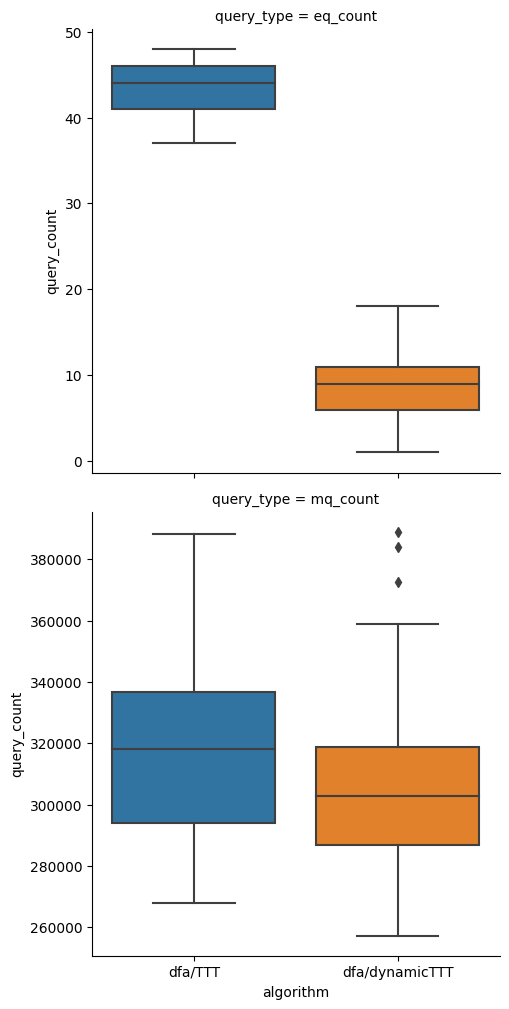 query_type = eq_count
50
40
30
20
10
0
query_count
query_type = mq_count
380000
360000
340000
320000
300000
280000
260000
query_count
dfa/TTT
dfa/dynamicTTT
algorithm